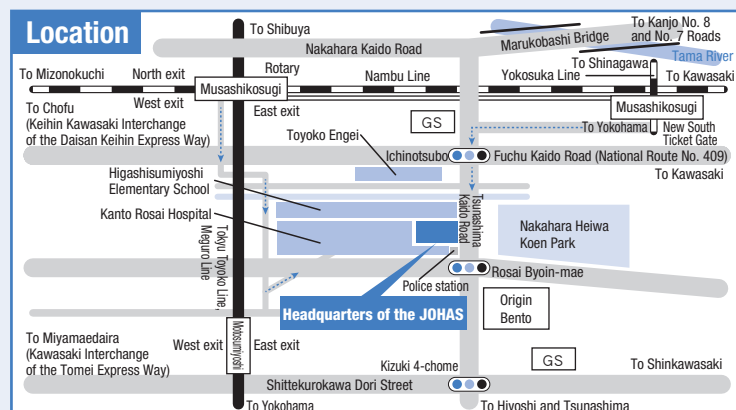 Location
To Shibuya
To Kanjo No. 8
and No. 7 Roads
Nakahara Kaido Road
Marukobashi Bridge
Tama River
To Mizonokuchi
North exit
Rotary
Nambu Line
Yokosuka Line
To Shinagawa
To Kawasaki
Musashikosugi
West exit
East exit
Musashikosugi
To Chofu
(Keihin Kawasaki Interchange
of the Daisan Keihin Express Way)
GS
To Yokohama
New South
Ticket Gate
Toyoko Engei
Ichinotsubo
Fuchu Kaido Road (National Route No. 409)
To Kawasaki
Higashisumiyoshi
Elementary School
Kanto Rosai Hospital
Tokyu Toyoko Line,
Meguro Line
Tsunashima
Kaido Road
Nakahara Heiwa
Koen Park
Police station
Rosai Byoin-mae
Headquarters of the JOHAS
Origin
Bento
To Miyamaedaira
(Kawasaki Interchange
of the Tomei Express Way)
West exit
Motosumiyoshi
East exit
Kizuki 4-chome
GS
To Shinkawasaki
Shittekurokawa Dori Street
To Yokohama
To Hiyoshi and Tsunashima